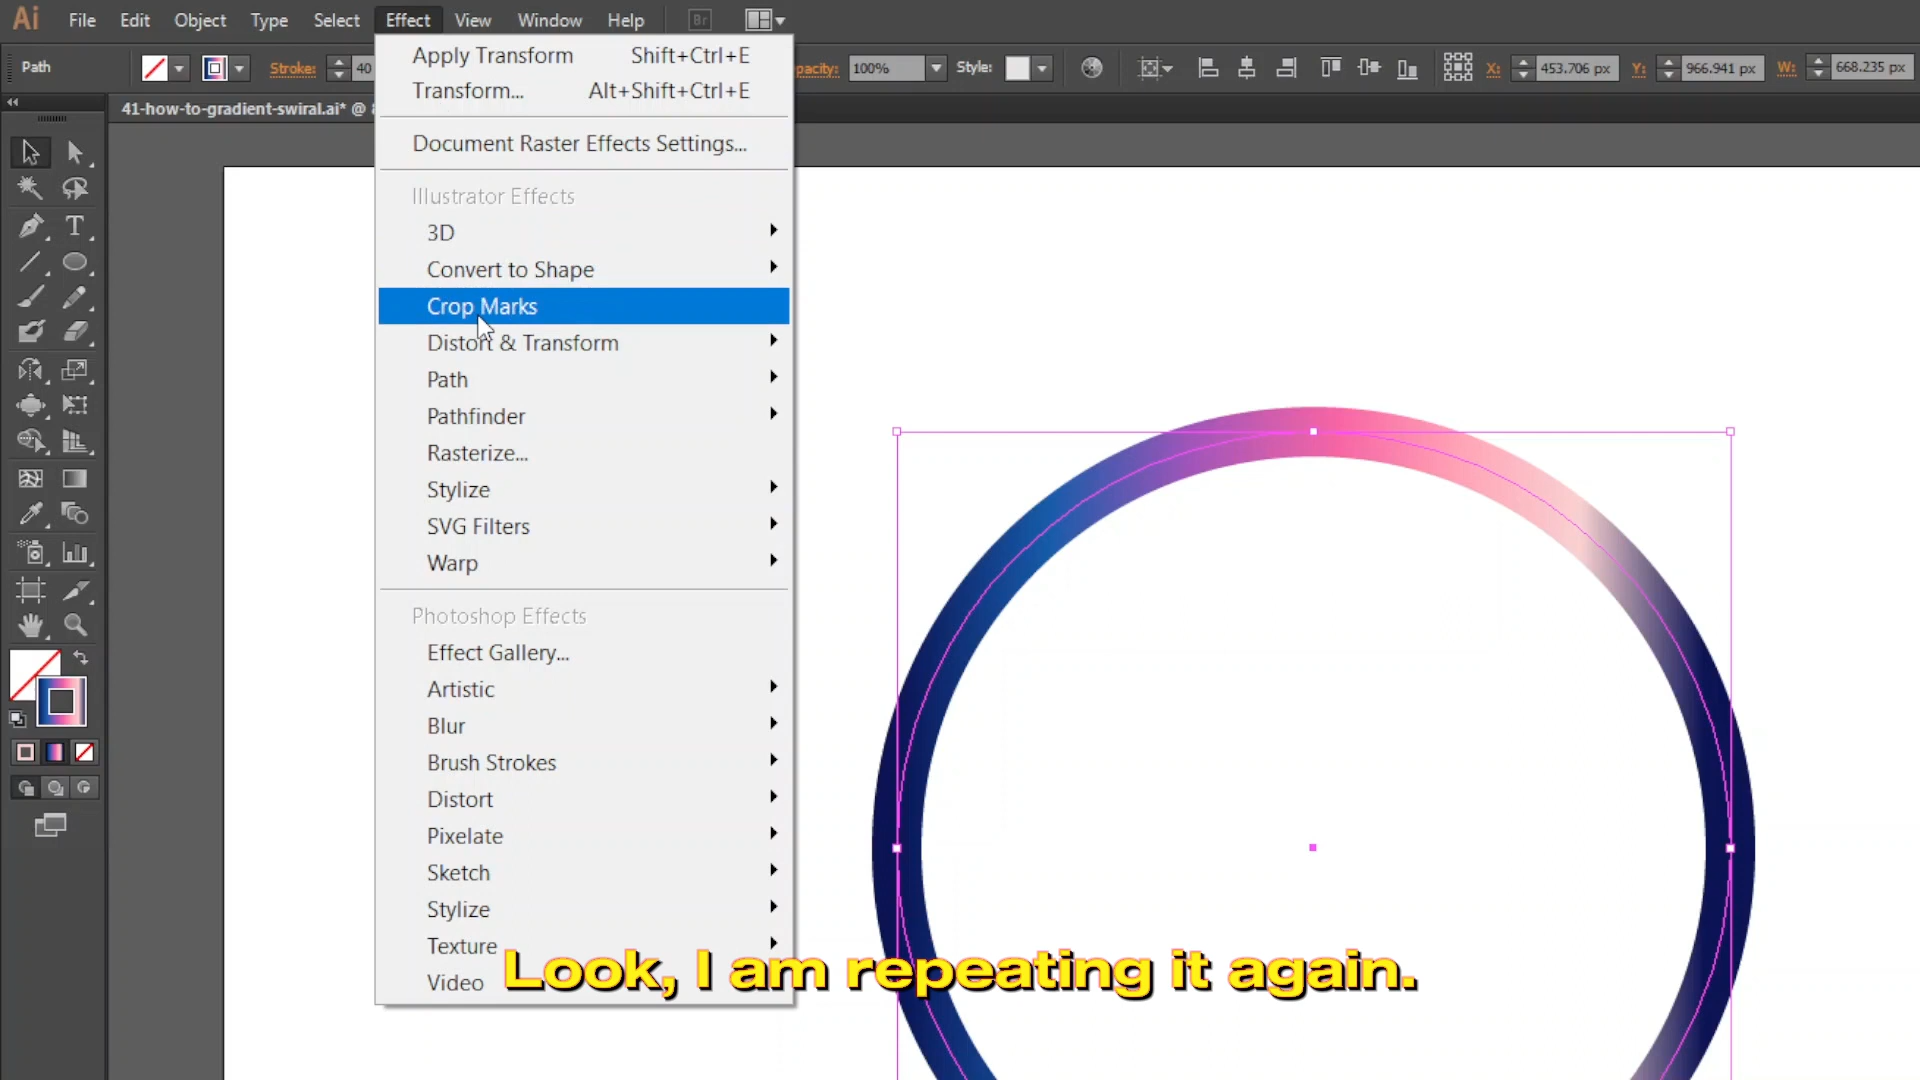 Ai File Edit Object Type Select Effect View Window Help Br
Path Stroke: 40 pacity: 100% Style: X: 453.706 px Y: 966.941 px W: 668.235 px
41-how-to-gradient-swiral.ai* @
Apply Transform Shift+Ctrl+E
Transform... Alt+Shift+Ctrl+E
Document Raster Effects Settings...
Illustrator Effects
3D
Convert to Shape
Crop Marks
Distort & Transform
Path
Pathfinder
Rasterize...
Stylize
SVG Filters
Warp
Photoshop Effects
Effect Gallery...
Artistic
Blur
Brush Strokes
Distort
Pixelate
Sketch
Stylize
Texture
Video
Look, I am repeating it again.